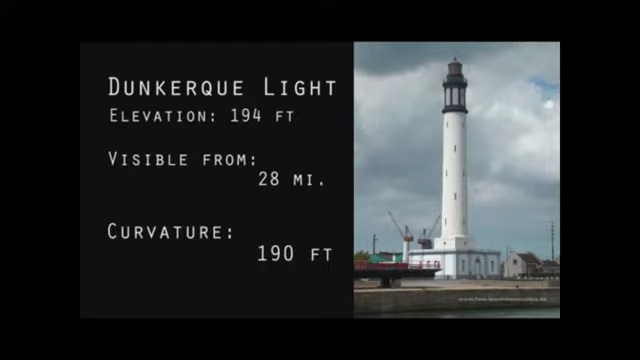 Dunkerque Light
Elevation: 194 ft
Visible from:
28 mi.
Curvature:
190 ft